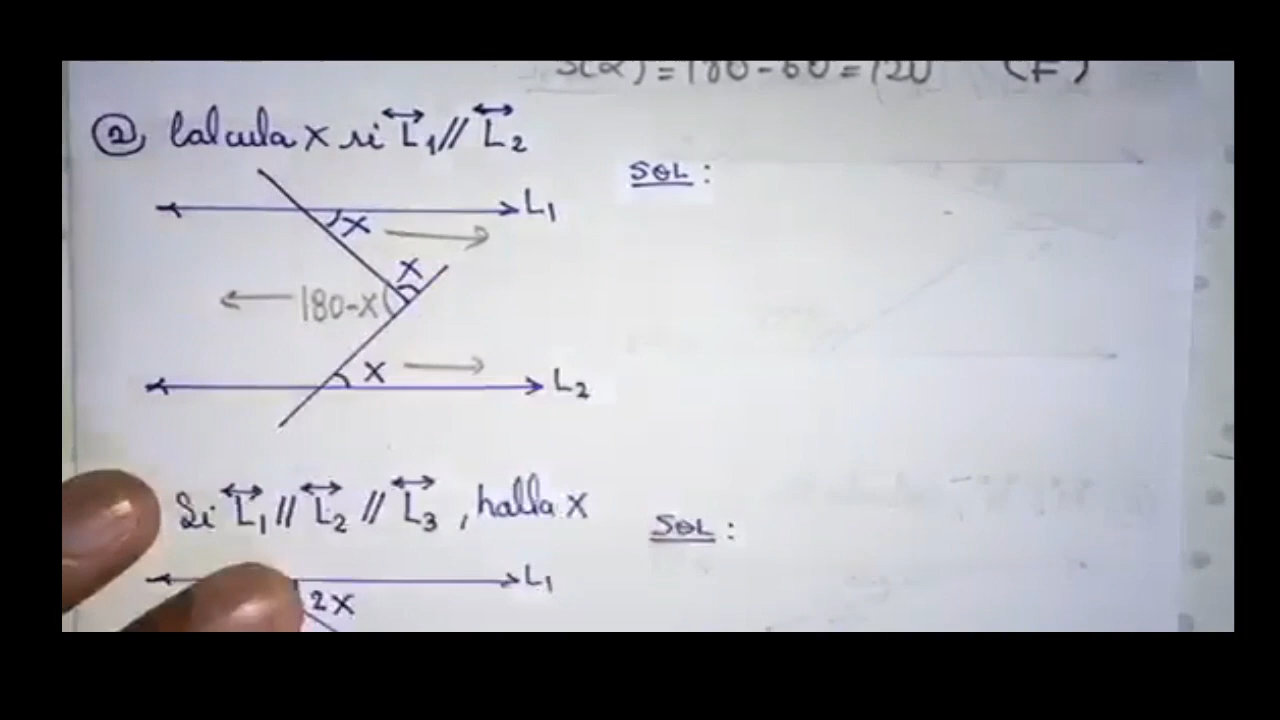 S(α) = 180 - 60 = 120 (F)
2 Calcula x si L1 // L2
SOL:
L1
x
x
180-x
x
L2
Si L1 // L2 // L3, halla x
SOL:
L1
2x